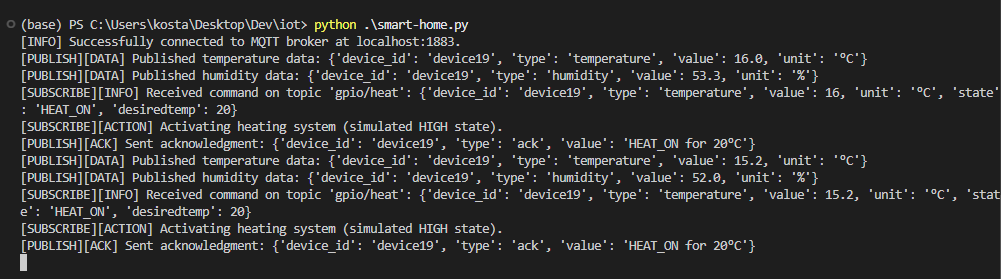 (base) PS C:\Users\kosta\Desktop\Dev\iot> python .\smart-home.py
[INFO] Successfully connected to MQTT broker at localhost:1883.
[PUBLISH][DATA] Published temperature data: {'device_id': 'device19', 'type': 'temperature', 'value': 16.0, 'unit': 'ºC'}
[PUBLISH][DATA] Published humidity data: {'device_id': 'device19', 'type': 'humidity', 'value': 53.3, 'unit': '%'}
[SUBSCRIBE][INFO] Received command on topic 'gpio/heat': {'device_id': 'device19', 'type': 'temperature', 'value': 16, 'unit': 'ºC', 'state'
: 'HEAT_ON', 'desiredtemp': 20}
[SUBSCRIBE][ACTION] Activating heating system (simulated HIGH state).
[PUBLISH][ACK] Sent acknowledgment: {'device_id': 'device19', 'type': 'ack', 'value': 'HEAT_ON for 20ºC'}
[PUBLISH][DATA] Published temperature data: {'device_id': 'device19', 'type': 'temperature', 'value': 15.2, 'unit': 'ºC'}
[PUBLISH][DATA] Published humidity data: {'device_id': 'device19', 'type': 'humidity', 'value': 52.0, 'unit': '%'}
[SUBSCRIBE][INFO] Received command on topic 'gpio/heat': {'device_id': 'device19', 'type': 'temperature', 'value': 15.2, 'unit': 'ºC', 'stat
e': 'HEAT_ON', 'desiredtemp': 20}
[SUBSCRIBE][ACTION] Activating heating system (simulated HIGH state).
[PUBLISH][ACK] Sent acknowledgment: {'device_id': 'device19', 'type': 'ack', 'value': 'HEAT_ON for 20ºC'}